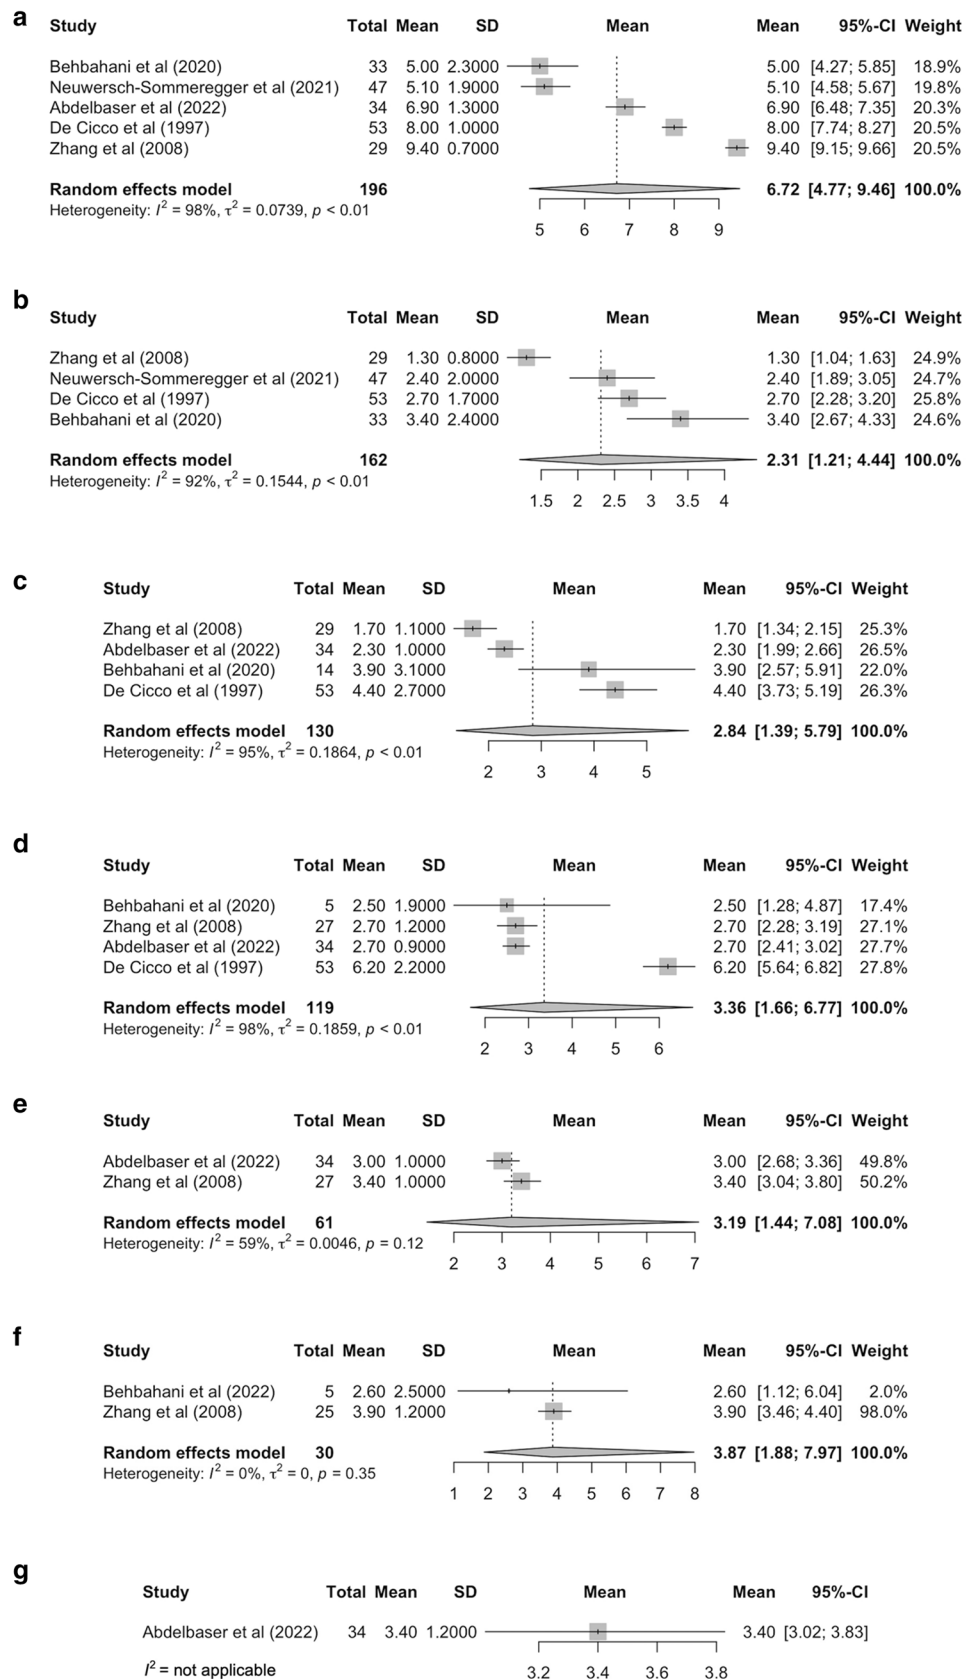 a
Study Total Mean SD Mean Mean 95%-CI Weight
Behbahani et al (2020) 33 5.00 2.3000 5.00 [4.27; 5.85] 18.9%
Neuwersch-Sommeregger et al (2021) 47 5.10 1.9000 5.10 [4.58; 5.67] 19.8%
Abdelbaser et al (2022) 34 6.90 1.3000 6.90 [6.48; 7.35] 20.3%
De Cicco et al (1997) 53 8.00 1.0000 8.00 [7.74; 8.27] 20.5%
Zhang et al (2008) 29 9.40 0.7000 9.40 [9.15; 9.66] 20.5%
Random effects model 196 6.72 [4.77; 9.46] 100.0%
Heterogeneity: I² = 98%, τ² = 0.0739, p < 0.01
5 6 7 8 9
b
Study Total Mean SD Mean Mean 95%-CI Weight
Zhang et al (2008) 29 1.30 0.8000 1.30 [1.04; 1.63] 24.9%
Neuwersch-Sommeregger et al (2021) 47 2.40 2.0000 2.40 [1.89; 3.05] 24.7%
De Cicco et al (1997) 53 2.70 1.7000 2.70 [2.28; 3.20] 25.8%
Behbahani et al (2020) 33 3.40 2.4000 3.40 [2.67; 4.33] 24.6%
Random effects model 162 2.31 [1.21; 4.44] 100.0%
Heterogeneity: I² = 92%, τ² = 0.1544, p < 0.01
1.5 2 2.5 3 3.5 4
c
Study Total Mean SD Mean Mean 95%-CI Weight
Zhang et al (2008) 29 1.70 1.1000 1.70 [1.34; 2.15] 25.3%
Abdelbaser et al (2022) 34 2.30 1.0000 2.30 [1.99; 2.66] 26.5%
Behbahani et al (2020) 14 3.90 3.1000 3.90 [2.57; 5.91] 22.0%
De Cicco et al (1997) 53 4.40 2.7000 4.40 [3.73; 5.19] 26.3%
Random effects model 130 2.84 [1.39; 5.79] 100.0%
Heterogeneity: I² = 95%, τ² = 0.1864, p < 0.01
2 3 4 5
d
Study Total Mean SD Mean Mean 95%-CI Weight
Behbahani et al (2020) 5 2.50 1.9000 2.50 [1.28; 4.87] 17.4%
Zhang et al (2008) 27 2.70 1.2000 2.70 [2.28; 3.19] 27.1%
Abdelbaser et al (2022) 34 2.70 0.9000 2.70 [2.41; 3.02] 27.7%
De Cicco et al (1997) 53 6.20 2.2000 6.20 [5.64; 6.82] 27.8%
Random effects model 119 3.36 [1.66; 6.77] 100.0%
Heterogeneity: I² = 98%, τ² = 0.1859, p < 0.01
2 3 4 5 6
e
Study Total Mean SD Mean Mean 95%-CI Weight
Abdelbaser et al (2022) 34 3.00 1.0000 3.00 [2.68; 3.36] 49.8%
Zhang et al (2008) 27 3.40 1.0000 3.40 [3.04; 3.80] 50.2%
Random effects model 61 3.19 [1.44; 7.08] 100.0%
Heterogeneity: I² = 59%, τ² = 0.0046, p = 0.12
2 3 4 5 6 7
f
Study Total Mean SD Mean Mean 95%-CI Weight
Behbahani et al (2022) 5 2.60 2.5000 2.60 [1.12; 6.04] 2.0%
Zhang et al (2008) 25 3.90 1.2000 3.90 [3.46; 4.40] 98.0%
Random effects model 30 3.87 [1.88; 7.97] 100.0%
Heterogeneity: I² = 0%, τ² = 0, p = 0.35
1 2 3 4 5 6 7 8
g
Study Total Mean SD Mean Mean 95%-CI
Abdelbaser et al (2022) 34 3.40 1.2000 3.40 [3.02; 3.83]
I² = not applicable
3.2 3.4 3.6 3.8